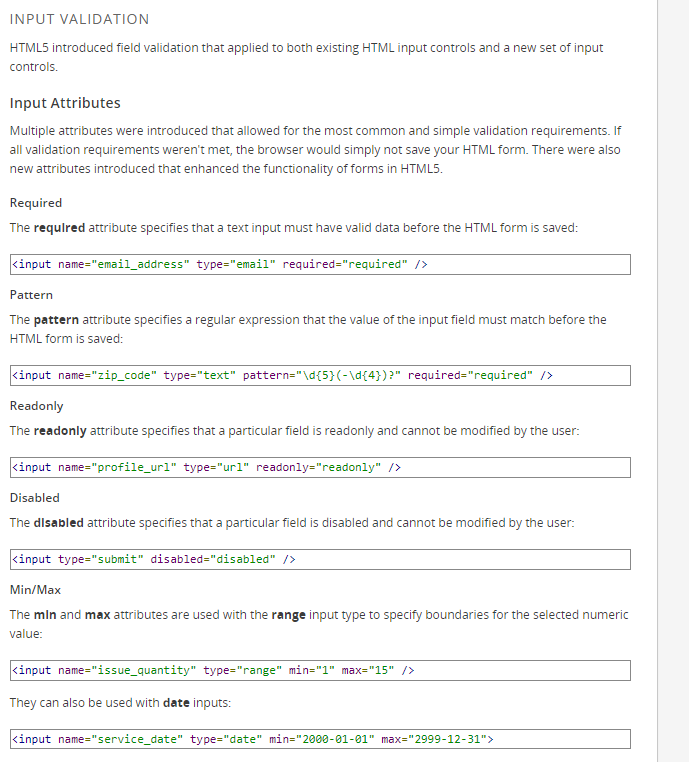 INPUT VALIDATION
HTML5 introduced field validation that applied to both existing HTML input controls and a new set of input
controls.
Input Attributes
Multiple attributes were introduced that allowed for the most common and simple validation requirements. If
all validation requirements weren't met, the browser would simply not save your HTML form. There were also
new attributes introduced that enhanced the functionality of forms in HTML5.
Required
The required attribute specifies that a text input must have valid data before the HTML form is saved:
<input name="email_address" type="email" required="required" />
Pattern
The pattern attribute specifies a regular expression that the value of the input field must match before the
HTML form is saved:
<input name="zip_code" type="text" pattern="\d{5}(-\d{4})?" required="required" />
Readonly
The readonly attribute specifies that a particular field is readonly and cannot be modified by the user:
<input name="profile_url" type="url" readonly="readonly" />
Disabled
The disabled attribute specifies that a particular field is disabled and cannot be modified by the user:
<input type="submit" disabled="disabled" />
Min/Max
The min and max attributes are used with the range input type to specify boundaries for the selected numeric
value:
<input name="issue_quantity" type="range" min="1" max="15" />
They can also be used with date inputs:
<input name="service_date" type="date" min="2000-01-01" max="2999-12-31">